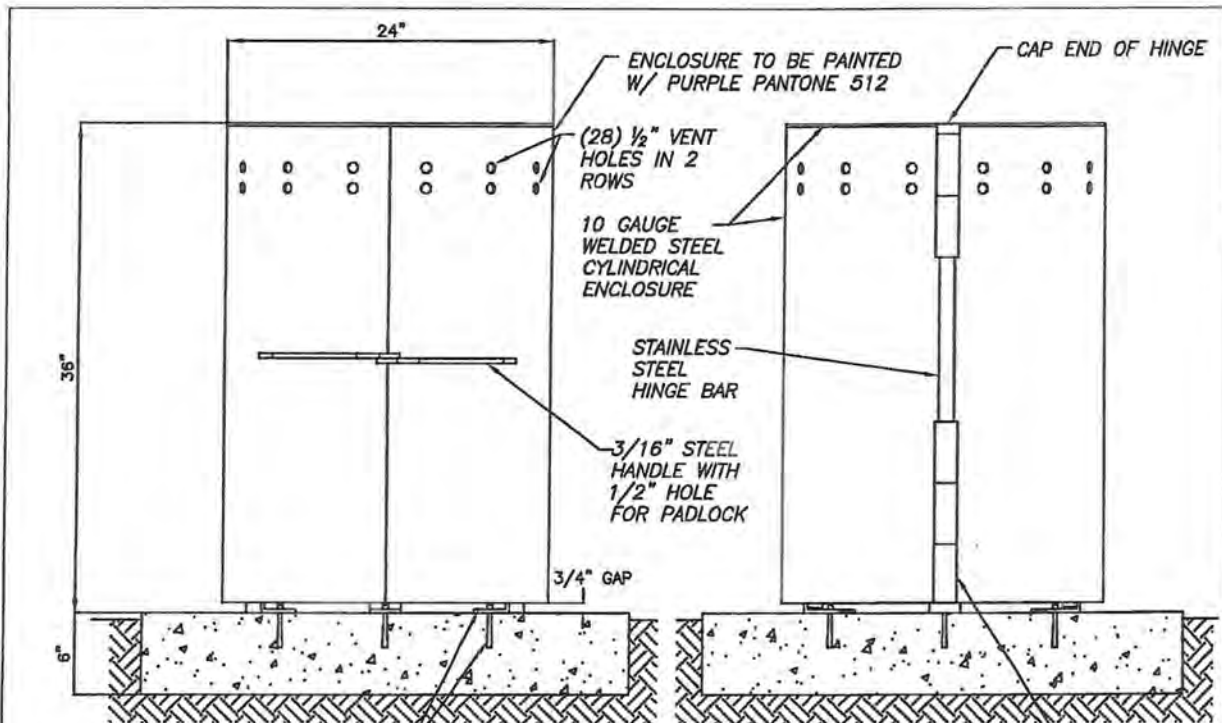 24"
ENCLOSURE TO BE PAINTED
W/ PURPLE PANTONE 512
CAP END OF HINGE
(28) ½" VENT
HOLES IN 2
ROWS
10 GAUGE
WELDED STEEL
CYLINDRICAL
ENCLOSURE
36"
STAINLESS
STEEL
HINGE BAR
3/16" STEEL
HANDLE WITH
1/2" HOLE
FOR PADLOCK
3/4" GAP
6"